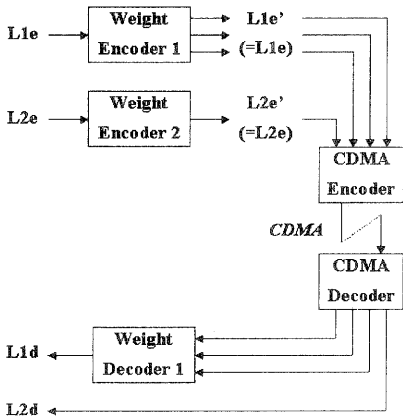 L1e
Weight
Encoder 1
L1e’
(=L1e)
L2e
Weight
Encoder 2
L2e’
(=L2e)
CDMA
Encoder
CDMA
CDMA
Decoder
Weight
Decoder 1
L1d
L2d